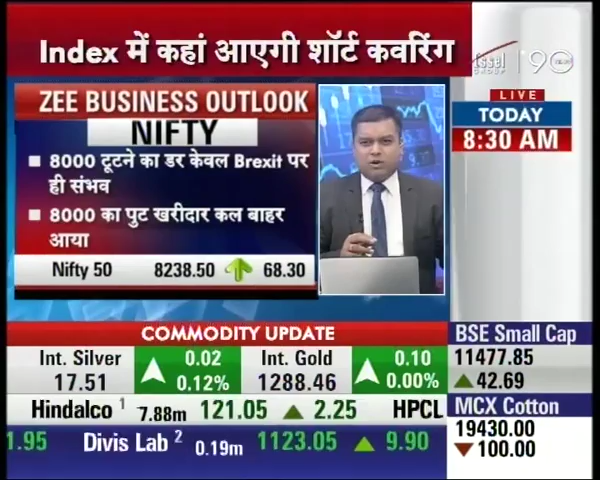 Index में कहां आएगी शॉर्ट कवरिंग
Essel
GROUP
90
ZEE BUSINESS OUTLOOK
NIFTY
8000 टूटने का डर केवल Brexit पर
ही संभव
8000 का पुट खरीदार कल बाहर
आया
Nifty 50 8238.50 68.30
LIVE
TODAY
8:30 AM
COMMODITY UPDATE
Int. Silver 0.02 Int. Gold 0.10
17.51 0.12% 1288.46 0.00%
Hindalco 1 7.88m 121.05 2.25 HPCL
1.95 Divis Lab 2 0.19m 1123.05 9.90
BSE Small Cap
11477.85
42.69
MCX Cotton
19430.00
100.00